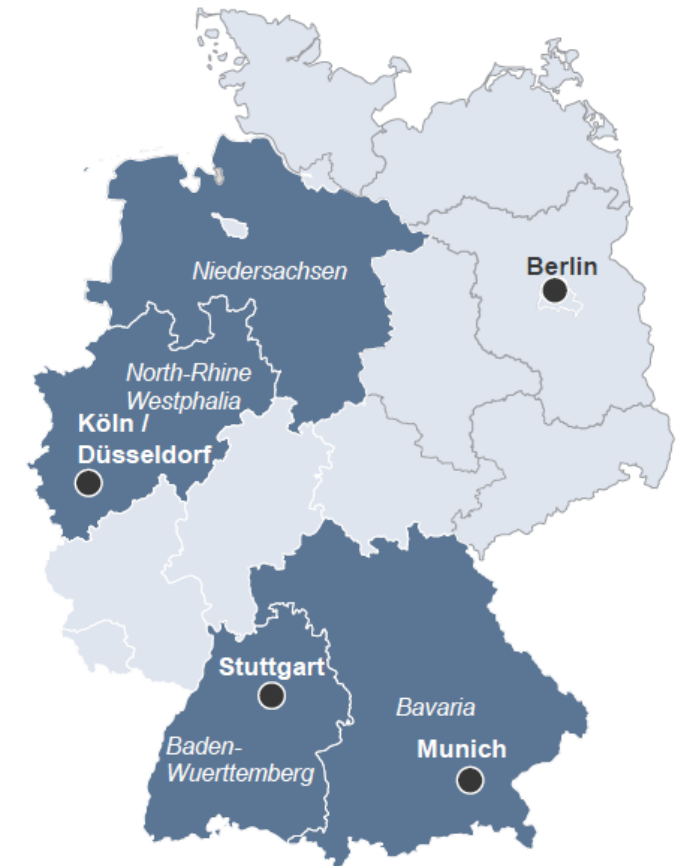 Niedersachsen
Berlin
North-Rhine
Westphalia
Köln /
Düsseldorf
Stuttgart
Bavaria
Baden-
Wuerttemberg
Munich